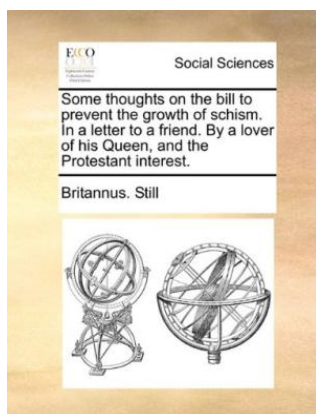 ECCO
Social Sciences
Some thoughts on the bill to
prevent the growth of schism.
In a letter to a friend. By a lover
of his Queen, and the
Protestant interest.
Britannus. Still